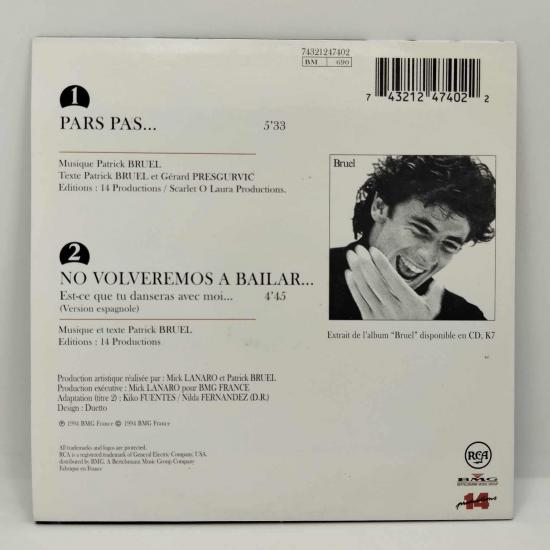 74321247402
BM 690
7 43212 47402 2
1
PARS PAS... 5'33
Musique Patrick BRUEL
Texte Patrick BRUEL et Gérard PRESGURVIC
Editions : 14 Productions / Scarlet O Laura Productions.
Bruel
2
NO VOLVEREMOS A BAILAR...
Est-ce que tu danseras avec moi... 4'45
(Version espagnole)
Musique et texte Patrick BRUEL
Editions : 14 Productions
Extrait de l'album "Bruel" disponible en CD, K7
Production artistique réalisée par : Mick LANARO et Patrick BRUEL
Production exécutive : Mick LANARO pour BMG FRANCE
Adaptation (titre 2) : Kiko FUENTES / Nilda FERNANDEZ (D.R.)
Design : Duetto
℗ 1994 BMG France © 1994 BMG France
All trademarks and logos are protected.
RCA is a registered trademark of General Electric Company, USA.
distributed by BMG. A Bertelsmann Music Group Company
Fabriqué en France
RCA
BMG
BERTELSMANN MUSIC GROUP
14
productions